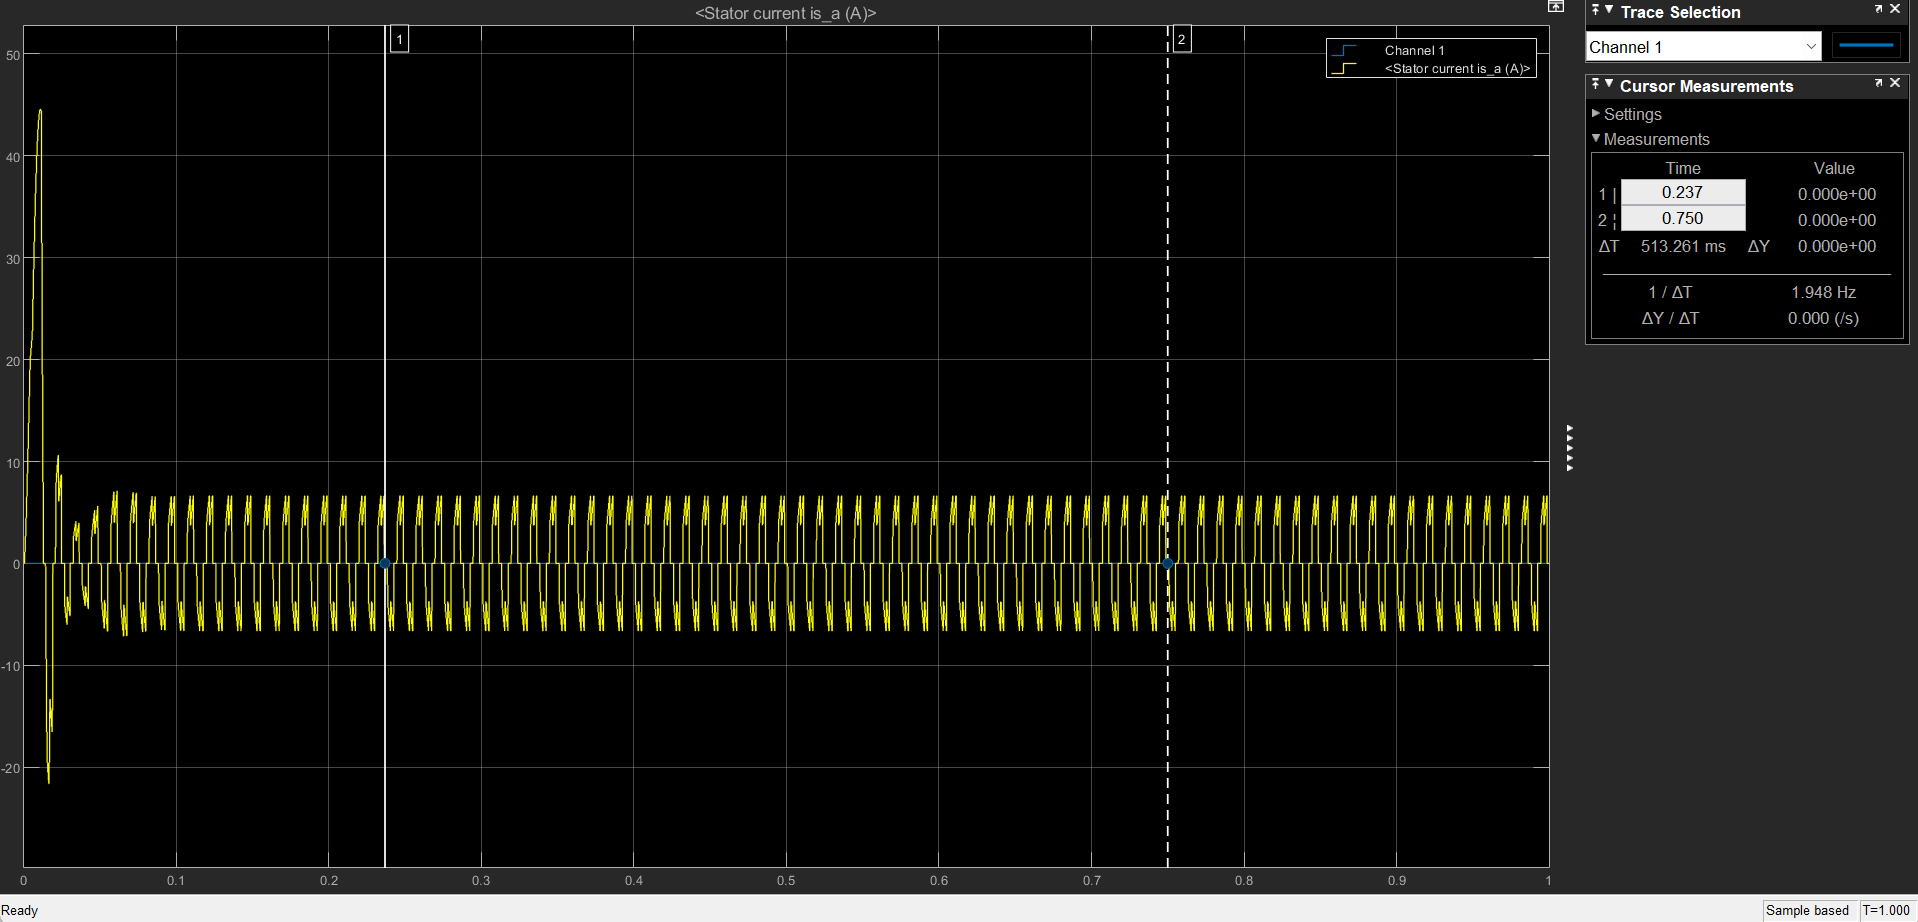 <Stator current is_a (A)>
1
2
Channel 1
<Stator current is_a (A)>
50
40
30
20
10
0
-10
-20
0
0.1
0.2
0.3
0.4
0.5
0.6
0.7
0.8
0.9
1
Trace Selection
Channel 1
Cursor Measurements
Settings
Measurements
Time Value
1 | 0.237 0.000e+00
2 ¦ 0.750 0.000e+00
ΔT 513.261 ms ΔY 0.000e+00
1 / ΔT 1.948 Hz
ΔY / ΔT 0.000 (/s)
Ready
Sample based T=1.000